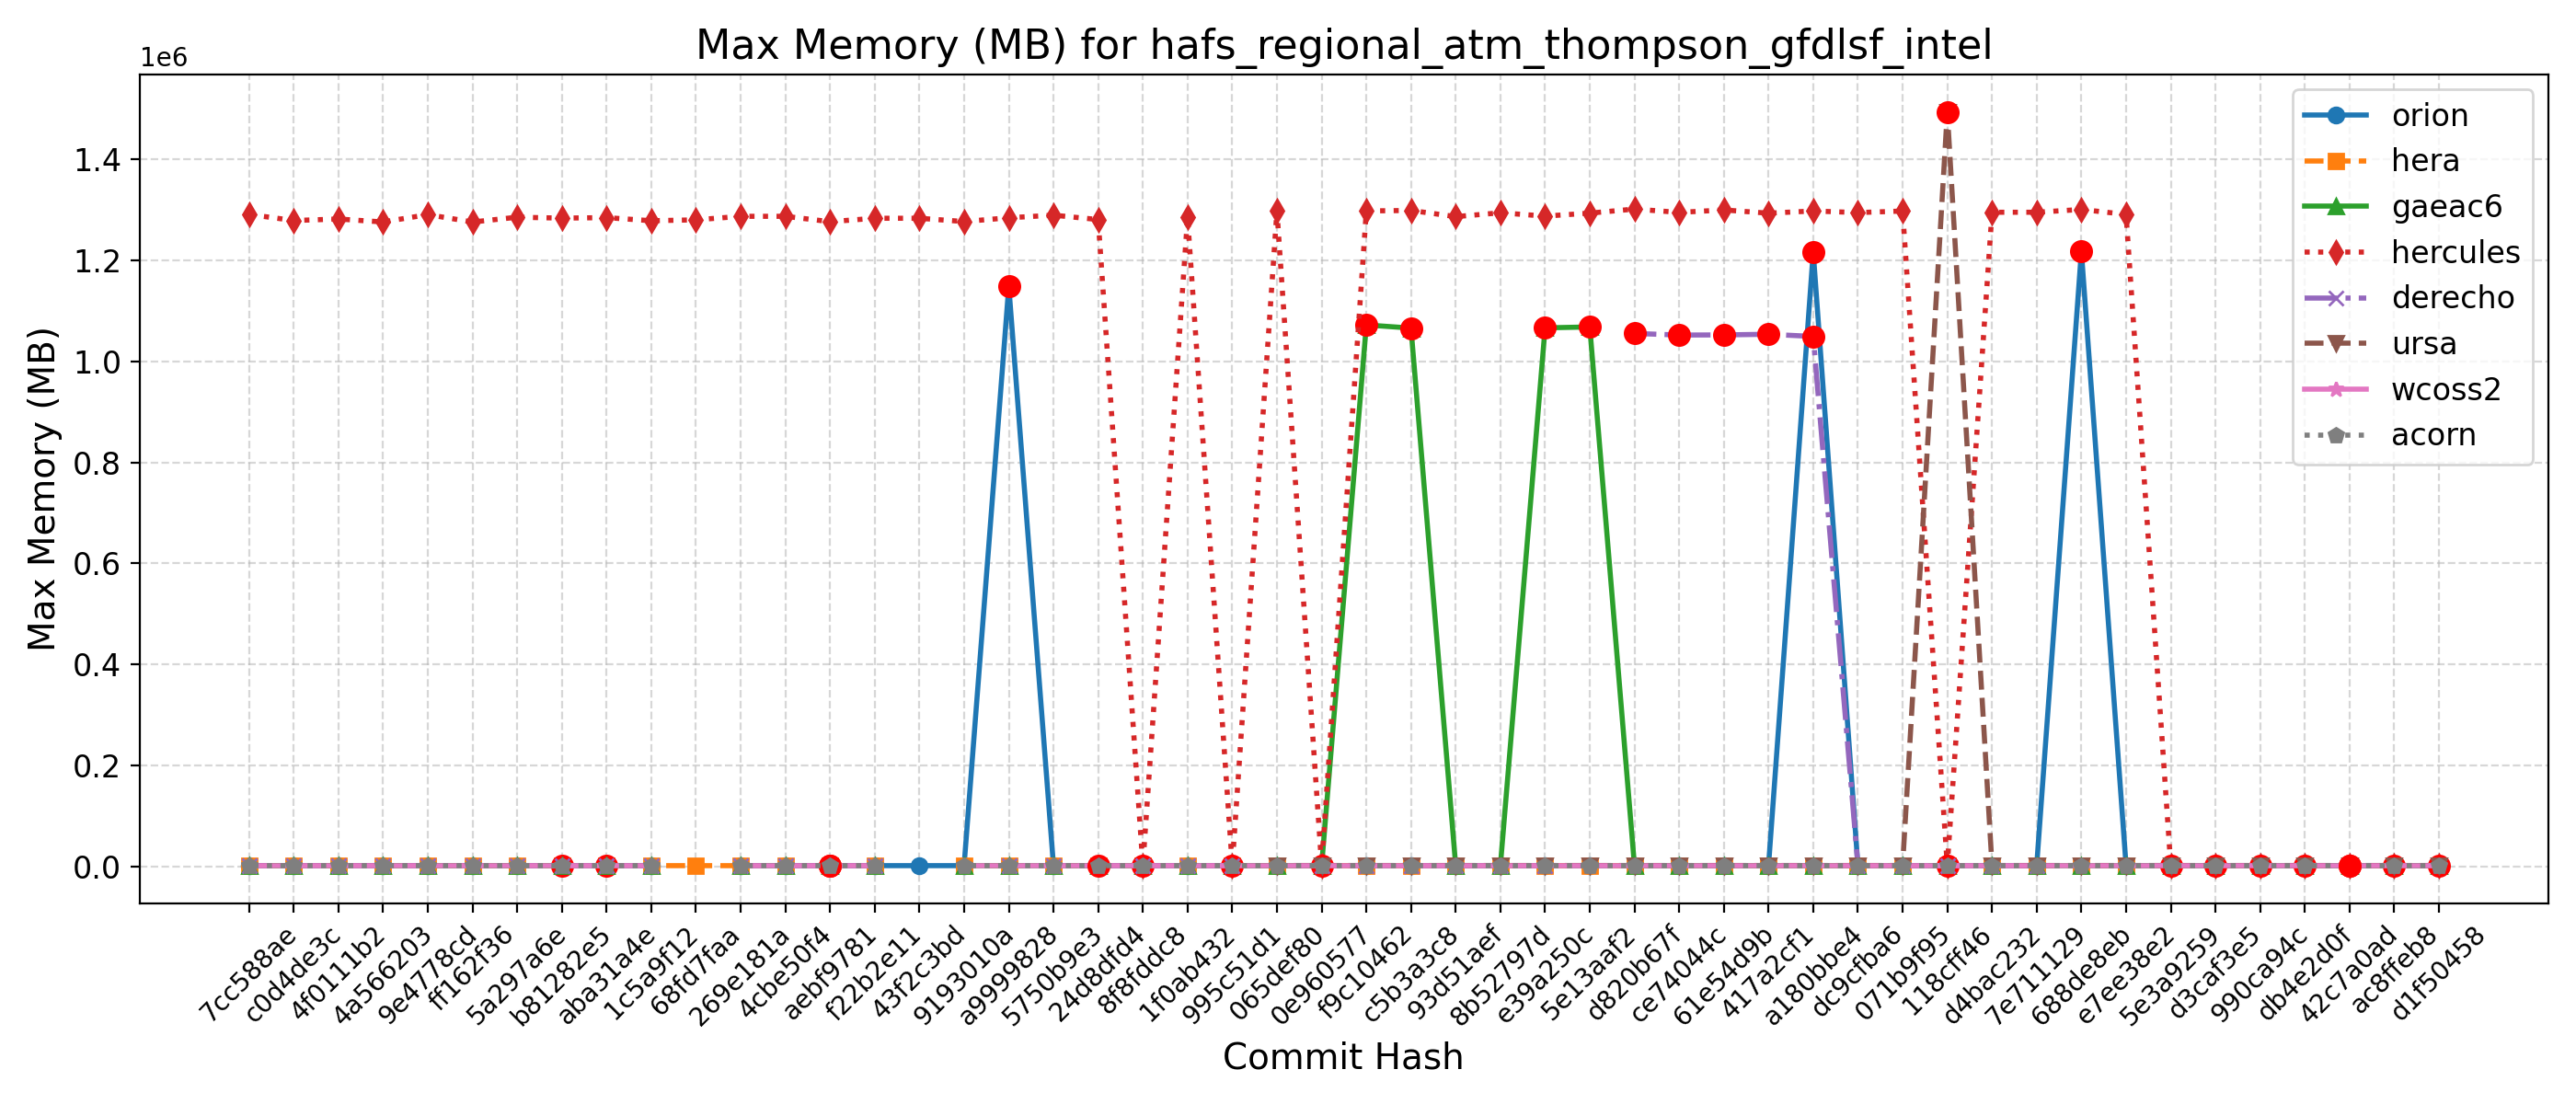 Max Memory (MB) for hafs_regional_atm_thompson_gfdlsf_intel
1e6
1.4
1.2
1.0
0.8
0.6
0.4
0.2
0.0
Max Memory (MB)
orion
hera
gaeac6
hercules
derecho
ursa
wcoss2
acorn
7cc588ae
c0d4de3c
4f0111b2
4a566203
9e4778cd
ff162f36
5a297a6e
b81282e5
aba31a4e
1c5a9f12
68fd7faa
269e181a
4cbe50f4
aebf9781
f22b2e11
43f2c3bd
9193010a
a9999828
5750b9e3
24d8dfd4
8f8fddc8
1f0ab432
995c51d1
065def80
0e960577
f9c10462
c5b3a3c8
93d51aef
8b52797d
e39a250c
5e13aaf2
d820b67f
ce74044c
61e54d9b
417a2cf1
a180bbe4
dc9cfba6
071b9f95
118cff46
d4bac232
7e711129
688de8eb
e7ee38e2
5e3a9259
d3caf3e5
990ca94c
db4e2d0f
42c7a0ad
ac8ffeb8
d1f50458
Commit Hash